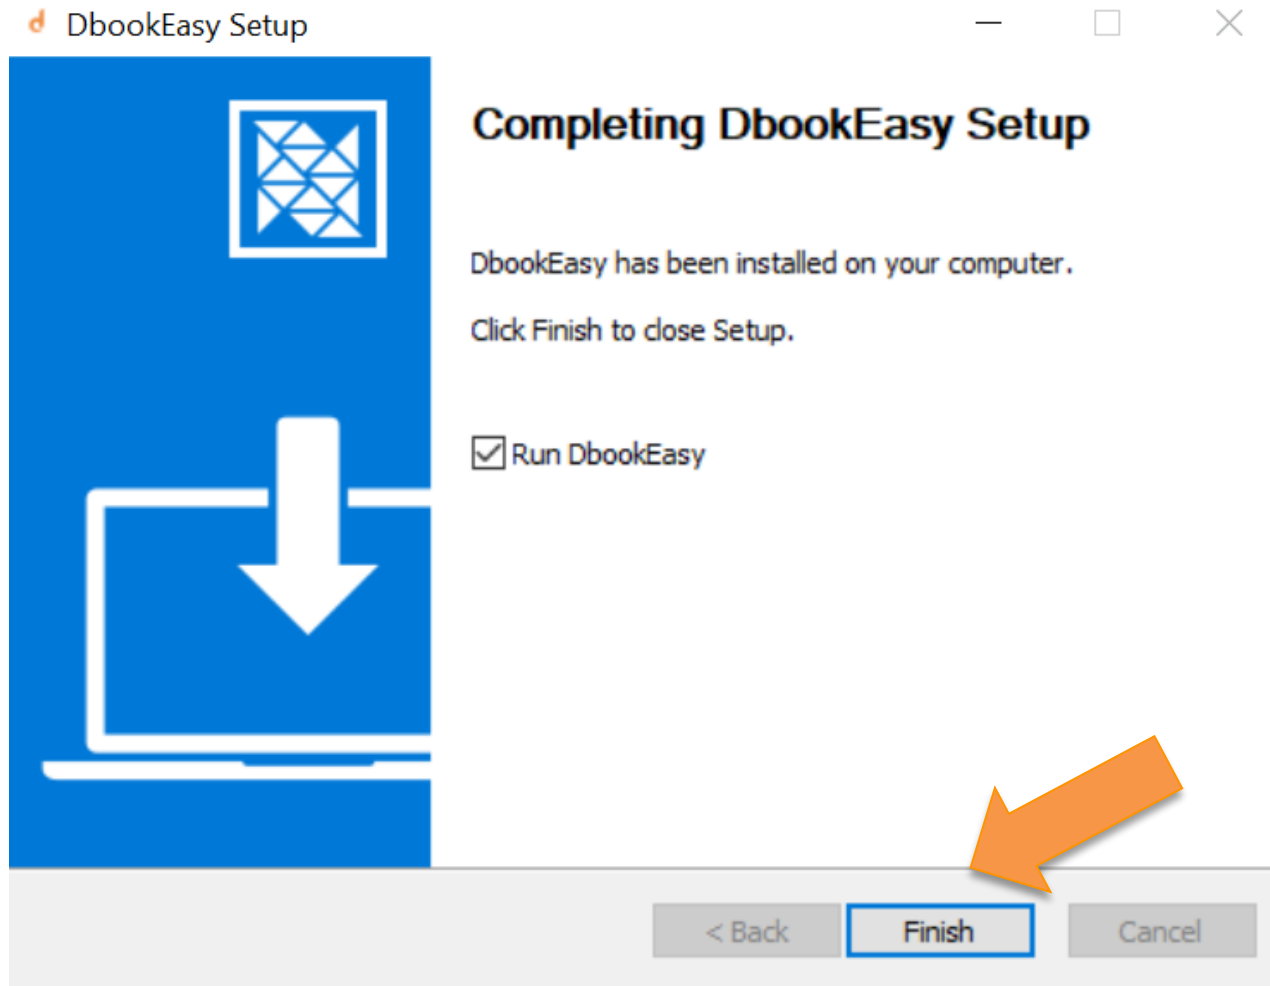 DbookEasy Setup
Completing DbookEasy Setup
DbookEasy has been installed on your computer.
Click Finish to close Setup.
Run DbookEasy
< Back
Finish
Cancel